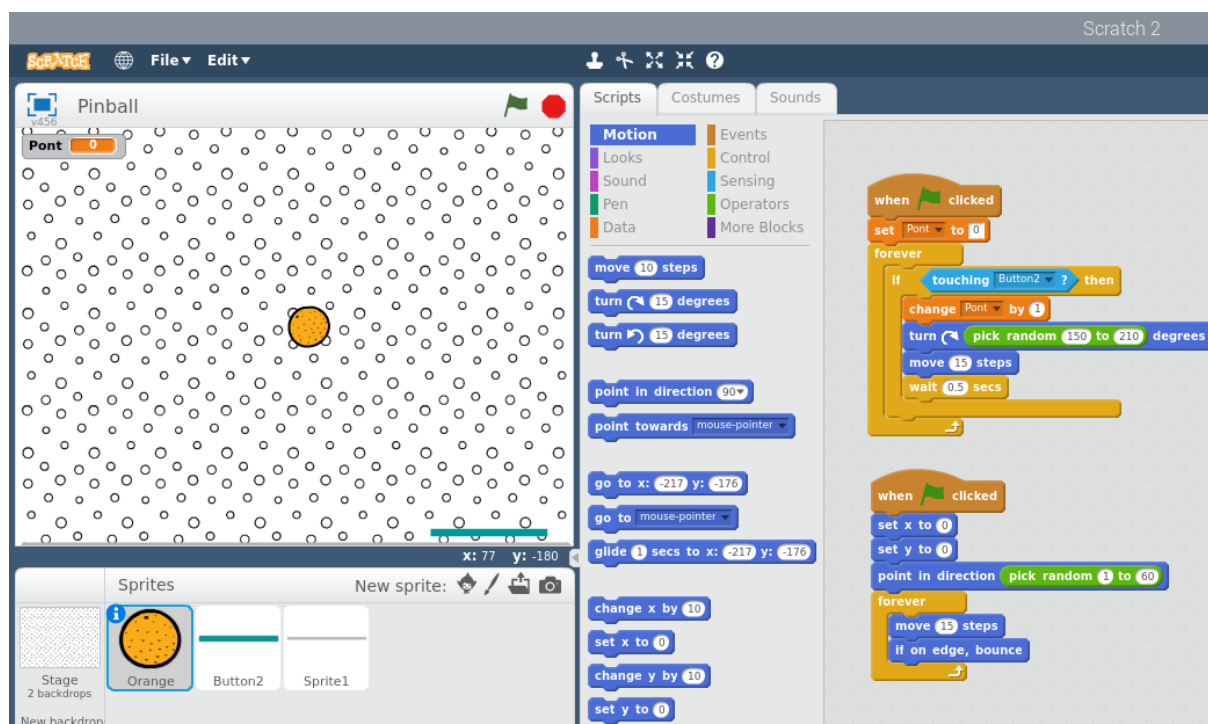 Scratch 2
SCRATCH File Edit
Pinball
v456
Pont 0
x: 77 y: -180
Sprites New sprite:
Stage
2 backdrops
New backdrop
Orange
Button2
Sprite1
Scripts Costumes Sounds
Motion Events
Looks Control
Sound Sensing
Pen Operators
Data More Blocks
move 10 steps
turn 15 degrees
turn 15 degrees
point in direction 90
point towards mouse-pointer
go to x: -217 y: -176
go to mouse-pointer
glide 1 secs to x: -217 y: -176
change x by 10
set x to 0
change y by 10
set y to 0
when clicked
set Pont to 0
forever
if touching Button2 ? then
change Pont by 1
turn pick random 150 to 210 degrees
move 15 steps
wait 0.5 secs
when clicked
set x to 0
set y to 0
point in direction pick random 1 to 60
forever
move 15 steps
if on edge, bounce